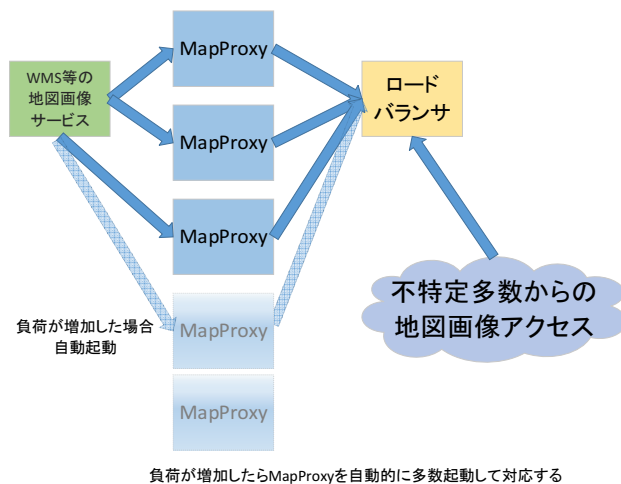 WMS等の
地図画像
サービス
MapProxy
MapProxy
MapProxy
MapProxy
MapProxy
ロード
バランサ
不特定多数からの
地図画像アクセス
負荷が増加した場合
自動起動
負荷が増加したらMapProxyを自動的に多数起動して対応する